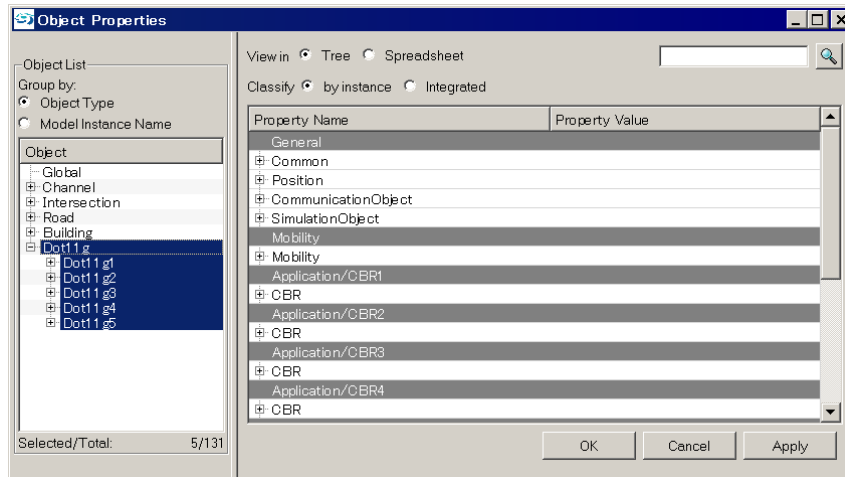 Object Properties
Object List
Group by:
Object Type
Model Instance Name
Object
Global
Channel
Intersection
Road
Building
Dot11g
Dot11g1
Dot11g2
Dot11g3
Dot11g4
Dot11g5
Selected/Total: 5/131
View in Tree Spreadsheet
Classify by instance Integrated
Property Name Property Value
General
Common
Position
CommunicationObject
SimulationObject
Mobility
Mobility
Application/CBR1
CBR
Application/CBR2
CBR
Application/CBR3
CBR
Application/CBR4
CBR
OK Cancel Apply